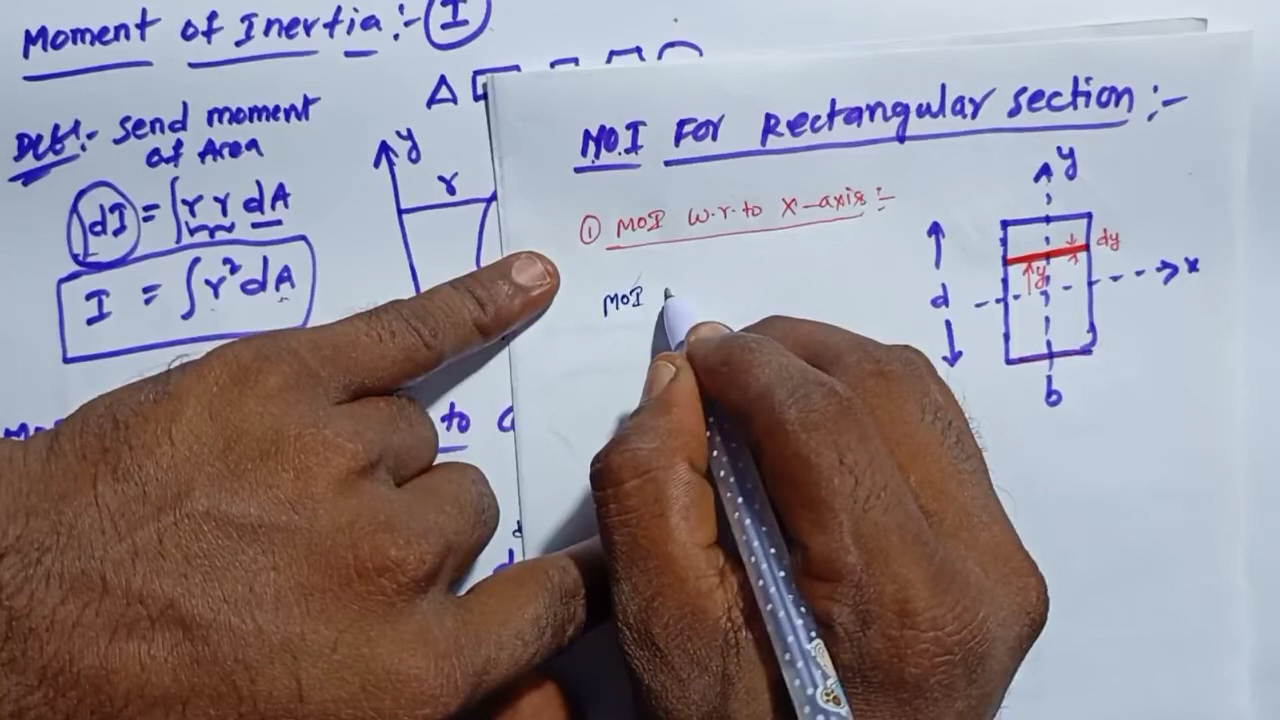 Moment of Inertia :- I
Def:- Send moment
of Area
dI = ∫ r r dA
I = ∫ r² dA
y
r
to
M.O.I For Rectangular section :-
① MOI w.r.to X-axis :-
MOI
y
dy
y
x
d
b